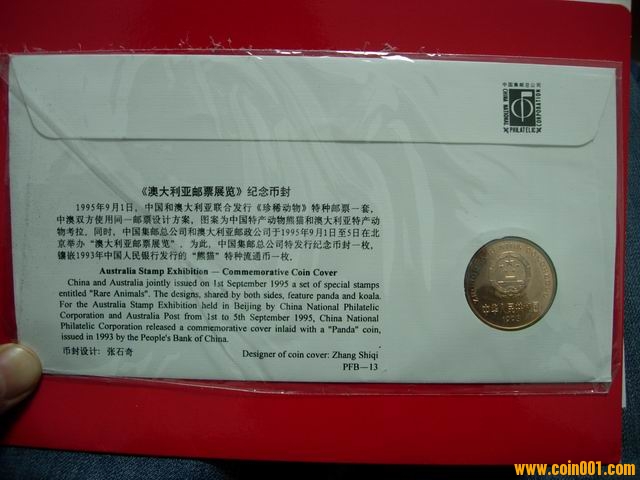 中国集邮总公司
CHINA NATIONAL
PHILATELIC
CORPORATION
《澳大利亚邮票展览》纪念币封
1995年9月1日，中国和澳大利亚联合发行《珍稀动物》特种邮票一套，
中澳双方使用同一邮票设计方案，图案为中国特产动物熊猫和澳大利亚特产动
物考拉。同时，中国集邮总公司和澳大利亚邮政公司于1995年9月1日至5日在北
京举办“澳大利亚邮票展览”。为此，中国集邮总公司特发行纪念币封一枚，
镶嵌1993年中国人民银行发行的“熊猫”特种流通币一枚。
Australia Stamp Exhibition — Commemorative Coin Cover
China and Australia jointly issued on 1st September 1995 a set of special stamps
entitled "Rare Animals". The designs, shared by both sides, feature panda and koala.
For the Australia Stamp Exhibition held in Beijing by China National Philatelic
Corporation and Australia Post from 1st to 5th September 1995, China National
Philatelic Corporation released a commemorative cover inlaid with a "Panda" coin,
issued in 1993 by the People's Bank of China.
币封设计：张石奇 Designer of coin cover: Zhang Shiqi
PFB—13
中华人民共和国
1993
www.coin001.com